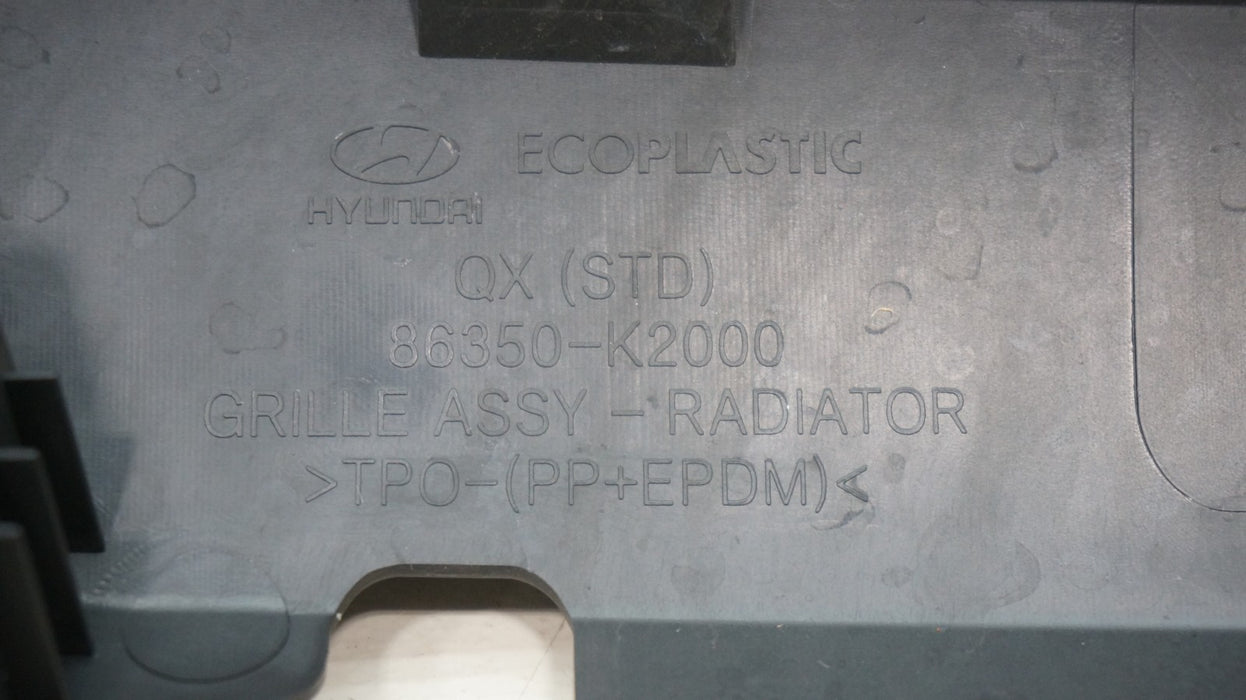 HYUNDAI
ECOPLASTIC
QX (STD)
86350-K2000
GRILLE ASSY - RADIATOR
>TPO-(PP+EPDM)<